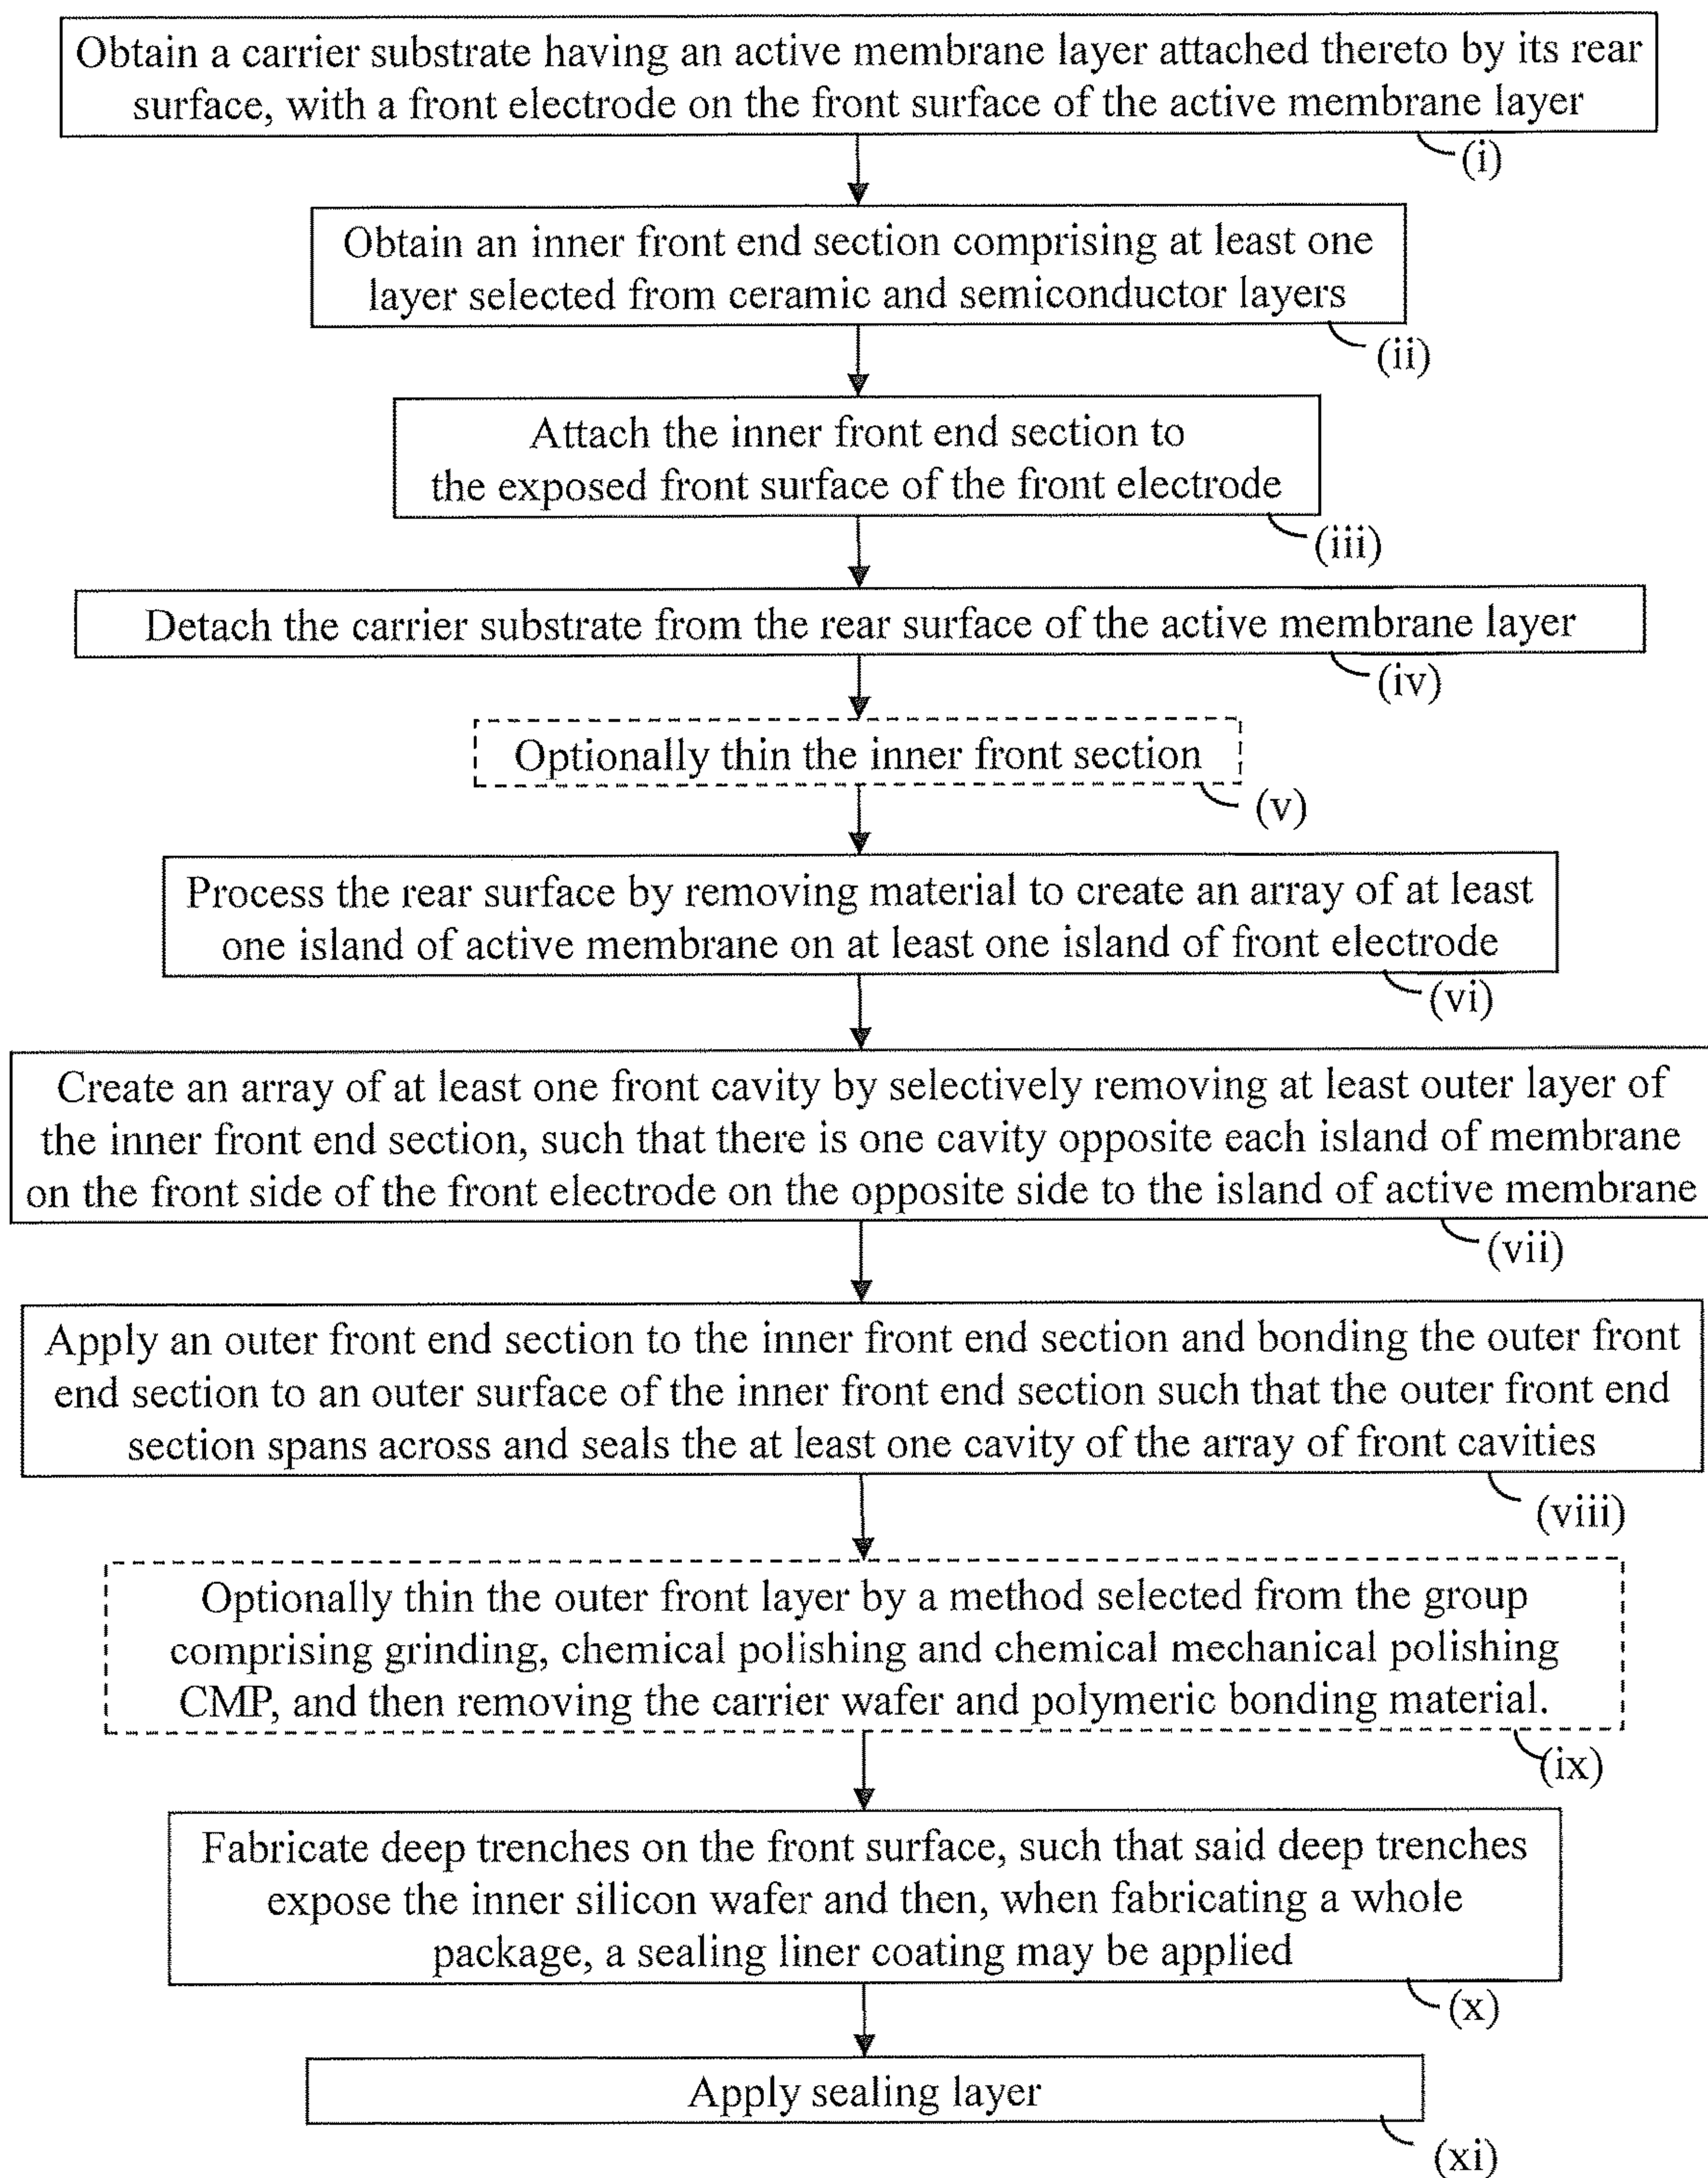 Obtain a carrier substrate having an active membrane layer attached thereto by its rear
surface, with a front electrode on the front surface of the active membrane layer
(i)
Obtain an inner front end section comprising at least one
layer selected from ceramic and semiconductor layers
(ii)
Attach the inner front end section to
the exposed front surface of the front electrode
(iii)
Detach the carrier substrate from the rear surface of the active membrane layer
(iv)
Optionally thin the inner front section
(v)
Process the rear surface by removing material to create an array of at least
one island of active membrane on at least one island of front electrode
(vi)
Create an array of at least one front cavity by selectively removing at least outer layer of
the inner front end section, such that there is one cavity opposite each island of membrane
on the front side of the front electrode on the opposite side to the island of active membrane
(vii)
Apply an outer front end section to the inner front end section and bonding the outer front
end section to an outer surface of the inner front end section such that the outer front end
section spans across and seals the at least one cavity of the array of front cavities
(viii)
Optionally thin the outer front layer by a method selected from the group
comprising grinding, chemical polishing and chemical mechanical polishing
CMP, and then removing the carrier wafer and polymeric bonding material.
(ix)
Fabricate deep trenches on the front surface, such that said deep trenches
expose the inner silicon wafer and then, when fabricating a whole
package, a sealing liner coating may be applied
(x)
Apply sealing layer
(xi)